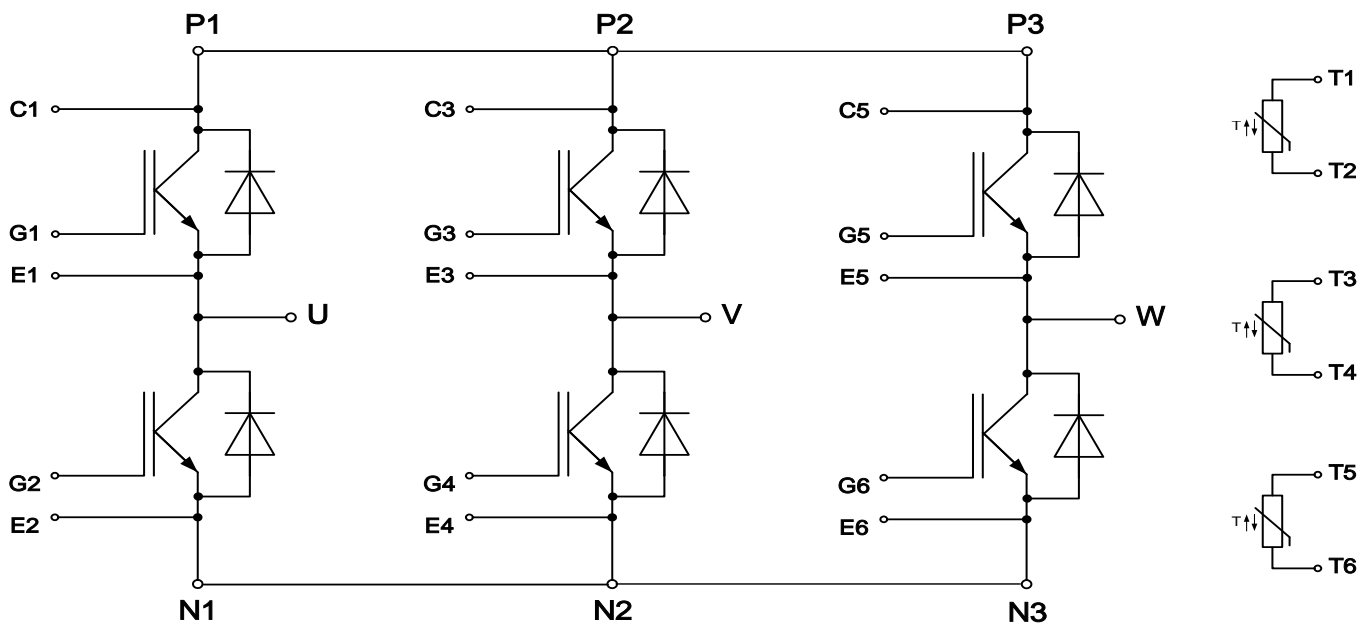 P1 P2 P3
T1
C1 C3 C5
T
T2
G1 G3 G5
E1 E3 E5
T3
U V W
T
T4
G2 G4 G6
T5
E2 E4 E6
T
T6
N1 N2 N3